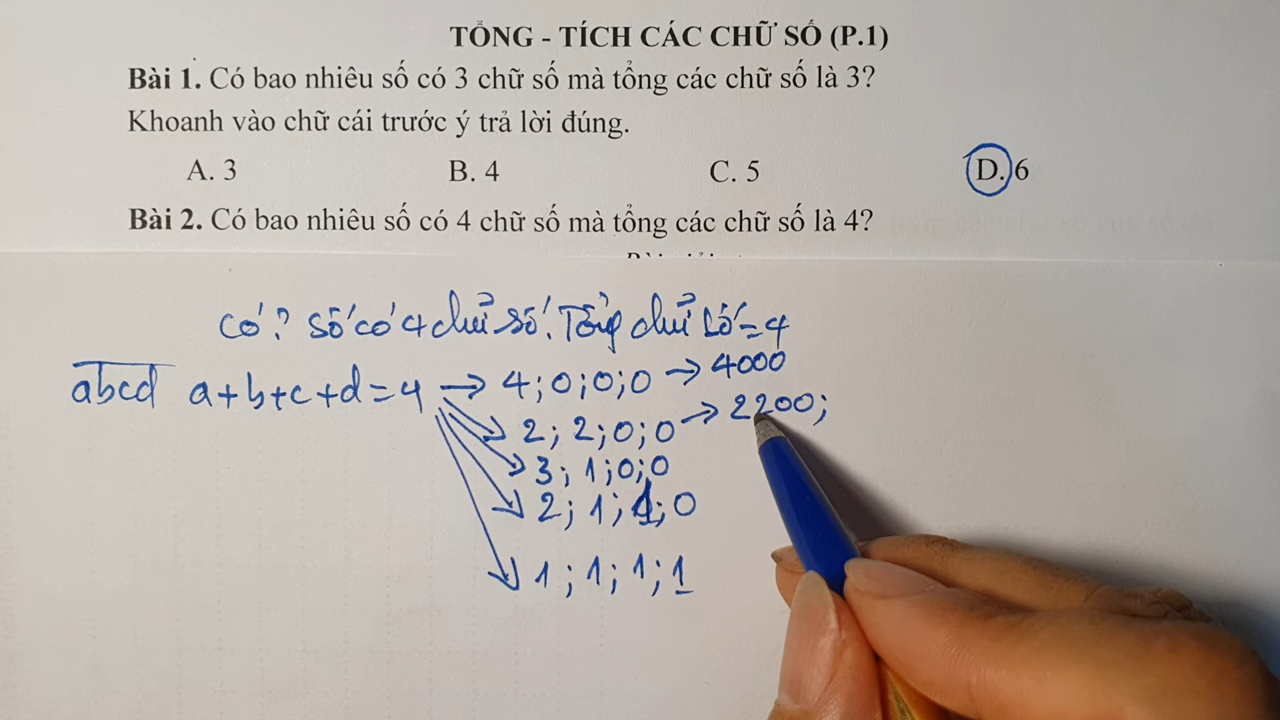 TỔNG - TÍCH CÁC CHỮ SỐ (P.1)
Bài 1. Có bao nhiêu số có 3 chữ số mà tổng các chữ số là 3?
Khoanh vào chữ cái trước ý trả lời đúng.
A. 3 B. 4 C. 5 D. 6
Bài 2. Có bao nhiêu số có 4 chữ số mà tổng các chữ số là 4?
Có? số có 4 chữ số. Tổng chữ số = 4
abcd a+b+c+d=4 → 4; 0; 0; 0 → 4000
2; 2; 0; 0 → 2200;
3; 1; 0; 0
2; 1; 1; 0
1; 1; 1; 1